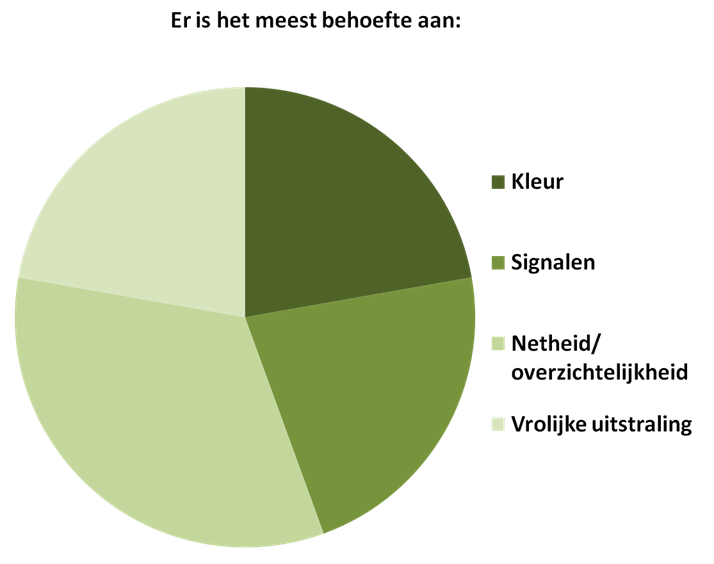 Er is het meest behoefte aan:
Kleur
Signalen
Netheid/
overzichtelijkheid
Vrolijke uitstraling